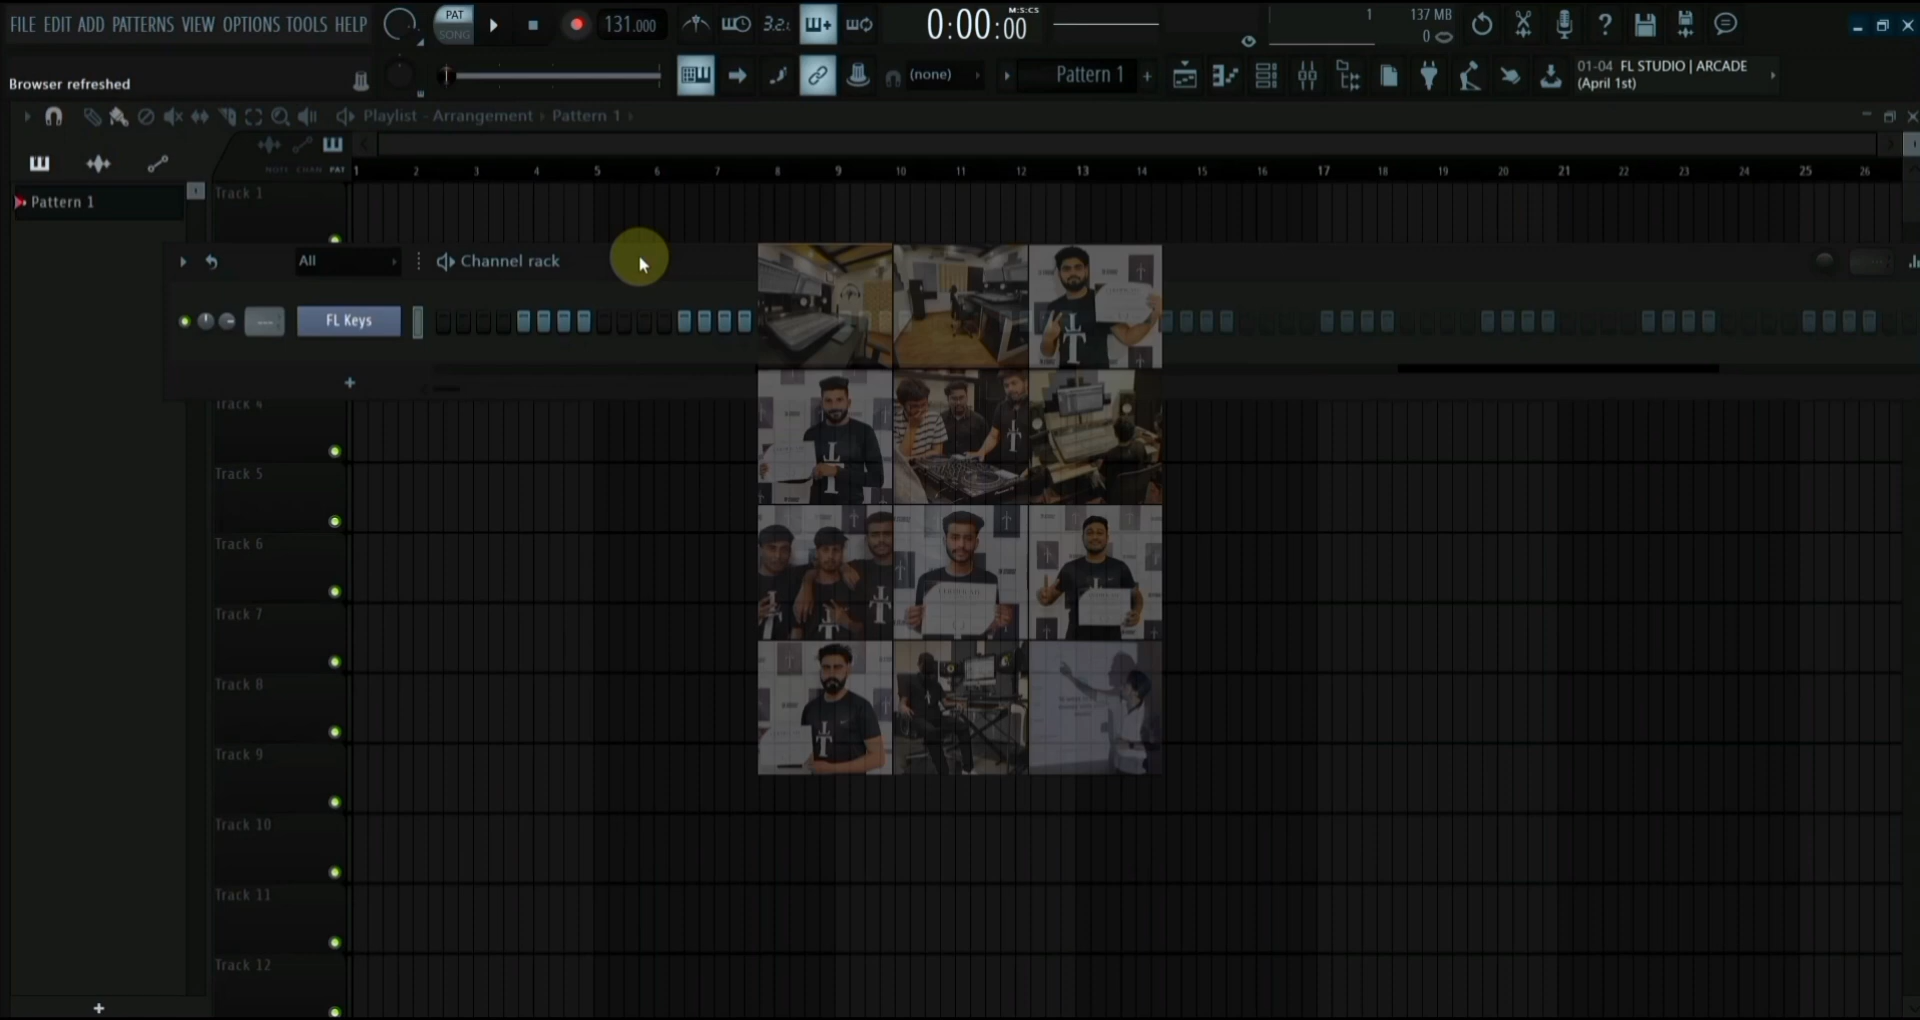 FILE EDIT ADD PATTERNS VIEW OPTIONS TOOLS HELP
PAT
SONG
131.000
3.2.
0:00:00
M:S:CS
1
137 MB
0
Browser refreshed
(none)
Pattern 1
01-04 FL STUDIO | ARCADE
(April 1st)
Playlist - Arrangement › Pattern 1 ›
NOTE CHAN PAT
1 2 3 4 5 6 7 8 9 10 11 12 13 14 15 16 17 18 19 20 21 22 23 24 25 26
Pattern 1
Track 1
All
Channel rack
FL Keys
Track 4
Track 5
Track 6
Track 7
Track 8
Track 9
Track 10
Track 11
Track 12